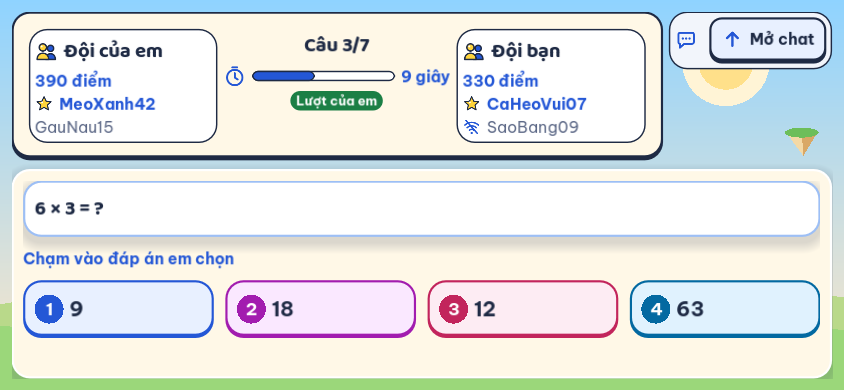 Đội của em
390 điểm
MeoXanh42
GauNau15
Câu 3/7
9 giây
Lượt của em
Đội bạn
330 điểm
CaHeoVui07
SaoBang09
Mở chat
6 × 3 = ?
Chạm vào đáp án em chọn
1 9
2 18
3 12
4 63